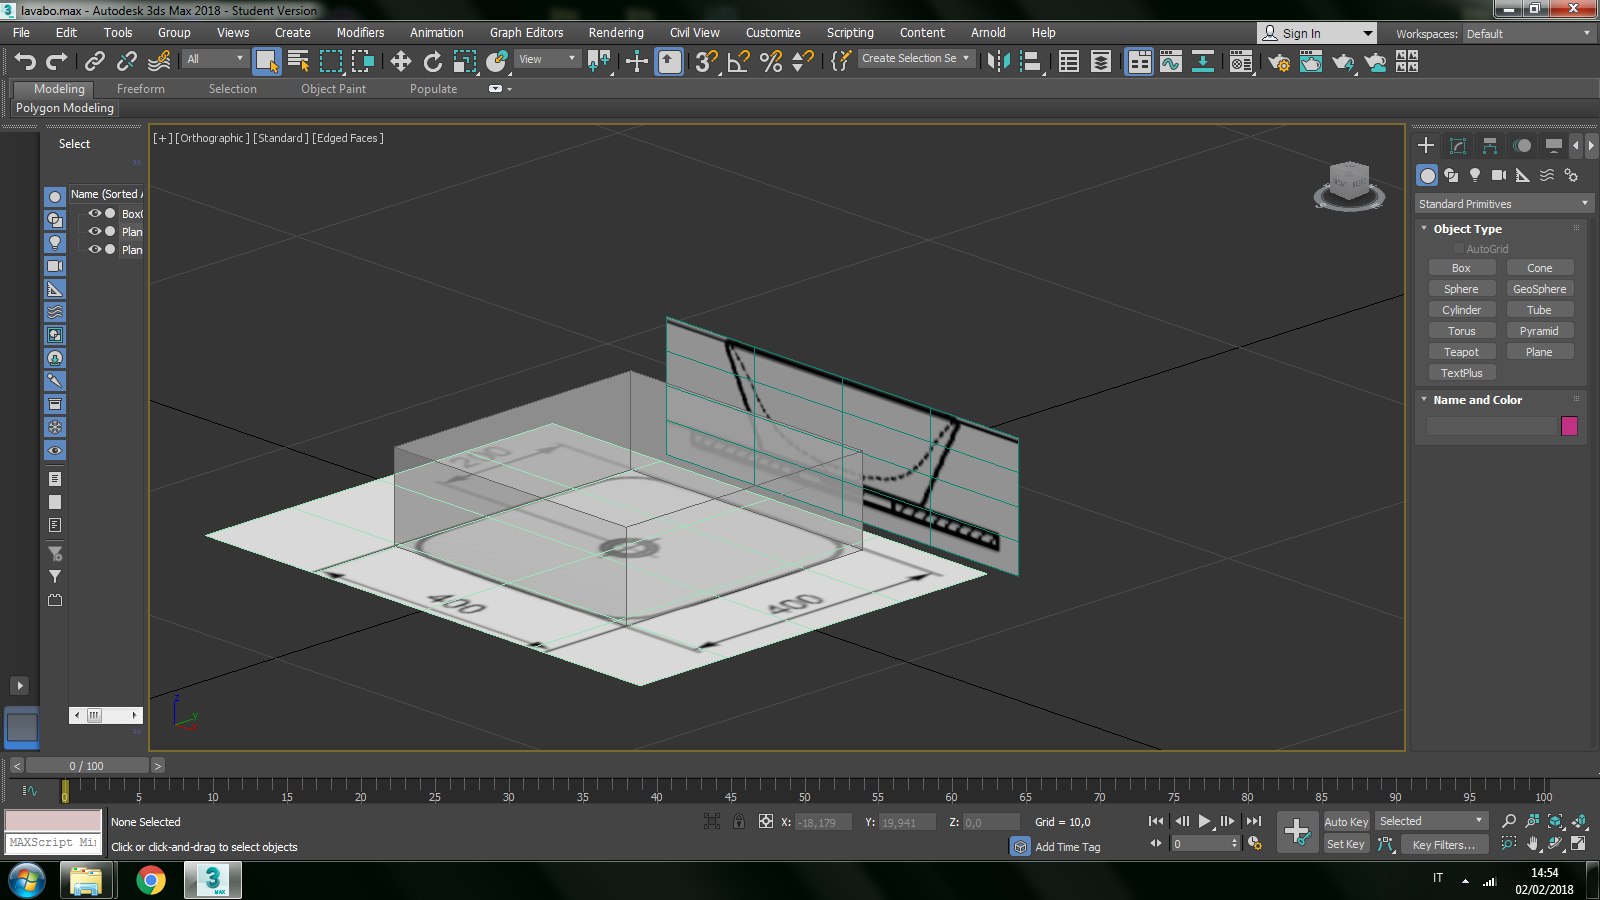 lavabo.max - Autodesk 3ds Max 2018 - Student Version
File Edit Tools Group Views Create Modifiers Animation Graph Editors Rendering Civil View Customize Scripting Content Arnold Help
Sign In
Workspaces: Default
All
View
Create Selection Se
Modeling Freeform Selection Object Paint Populate
Polygon Modeling
Select
Name (Sorted A
Box0
Plan
Plan
[+] [Orthographic] [Standard] [Edged Faces]
400
400
z
y
x
Standard Primitives
Object Type
AutoGrid
Box Cone
Sphere GeoSphere
Cylinder Tube
Torus Pyramid
Teapot Plane
TextPlus
Name and Color
< 0 / 100 >
0 5 10 15 20 25 30 35 40 45 50 55 60 65 70 75 80 85 90 95 100
MAXScript Mi
None Selected
Click or click-and-drag to select objects
X: -18,179 Y: 19,941 Z: 0,0 Grid = 10,0
Add Time Tag
0
Auto Key Selected
Set Key Key Filters...
3
MAX
IT
14:54
02/02/2018